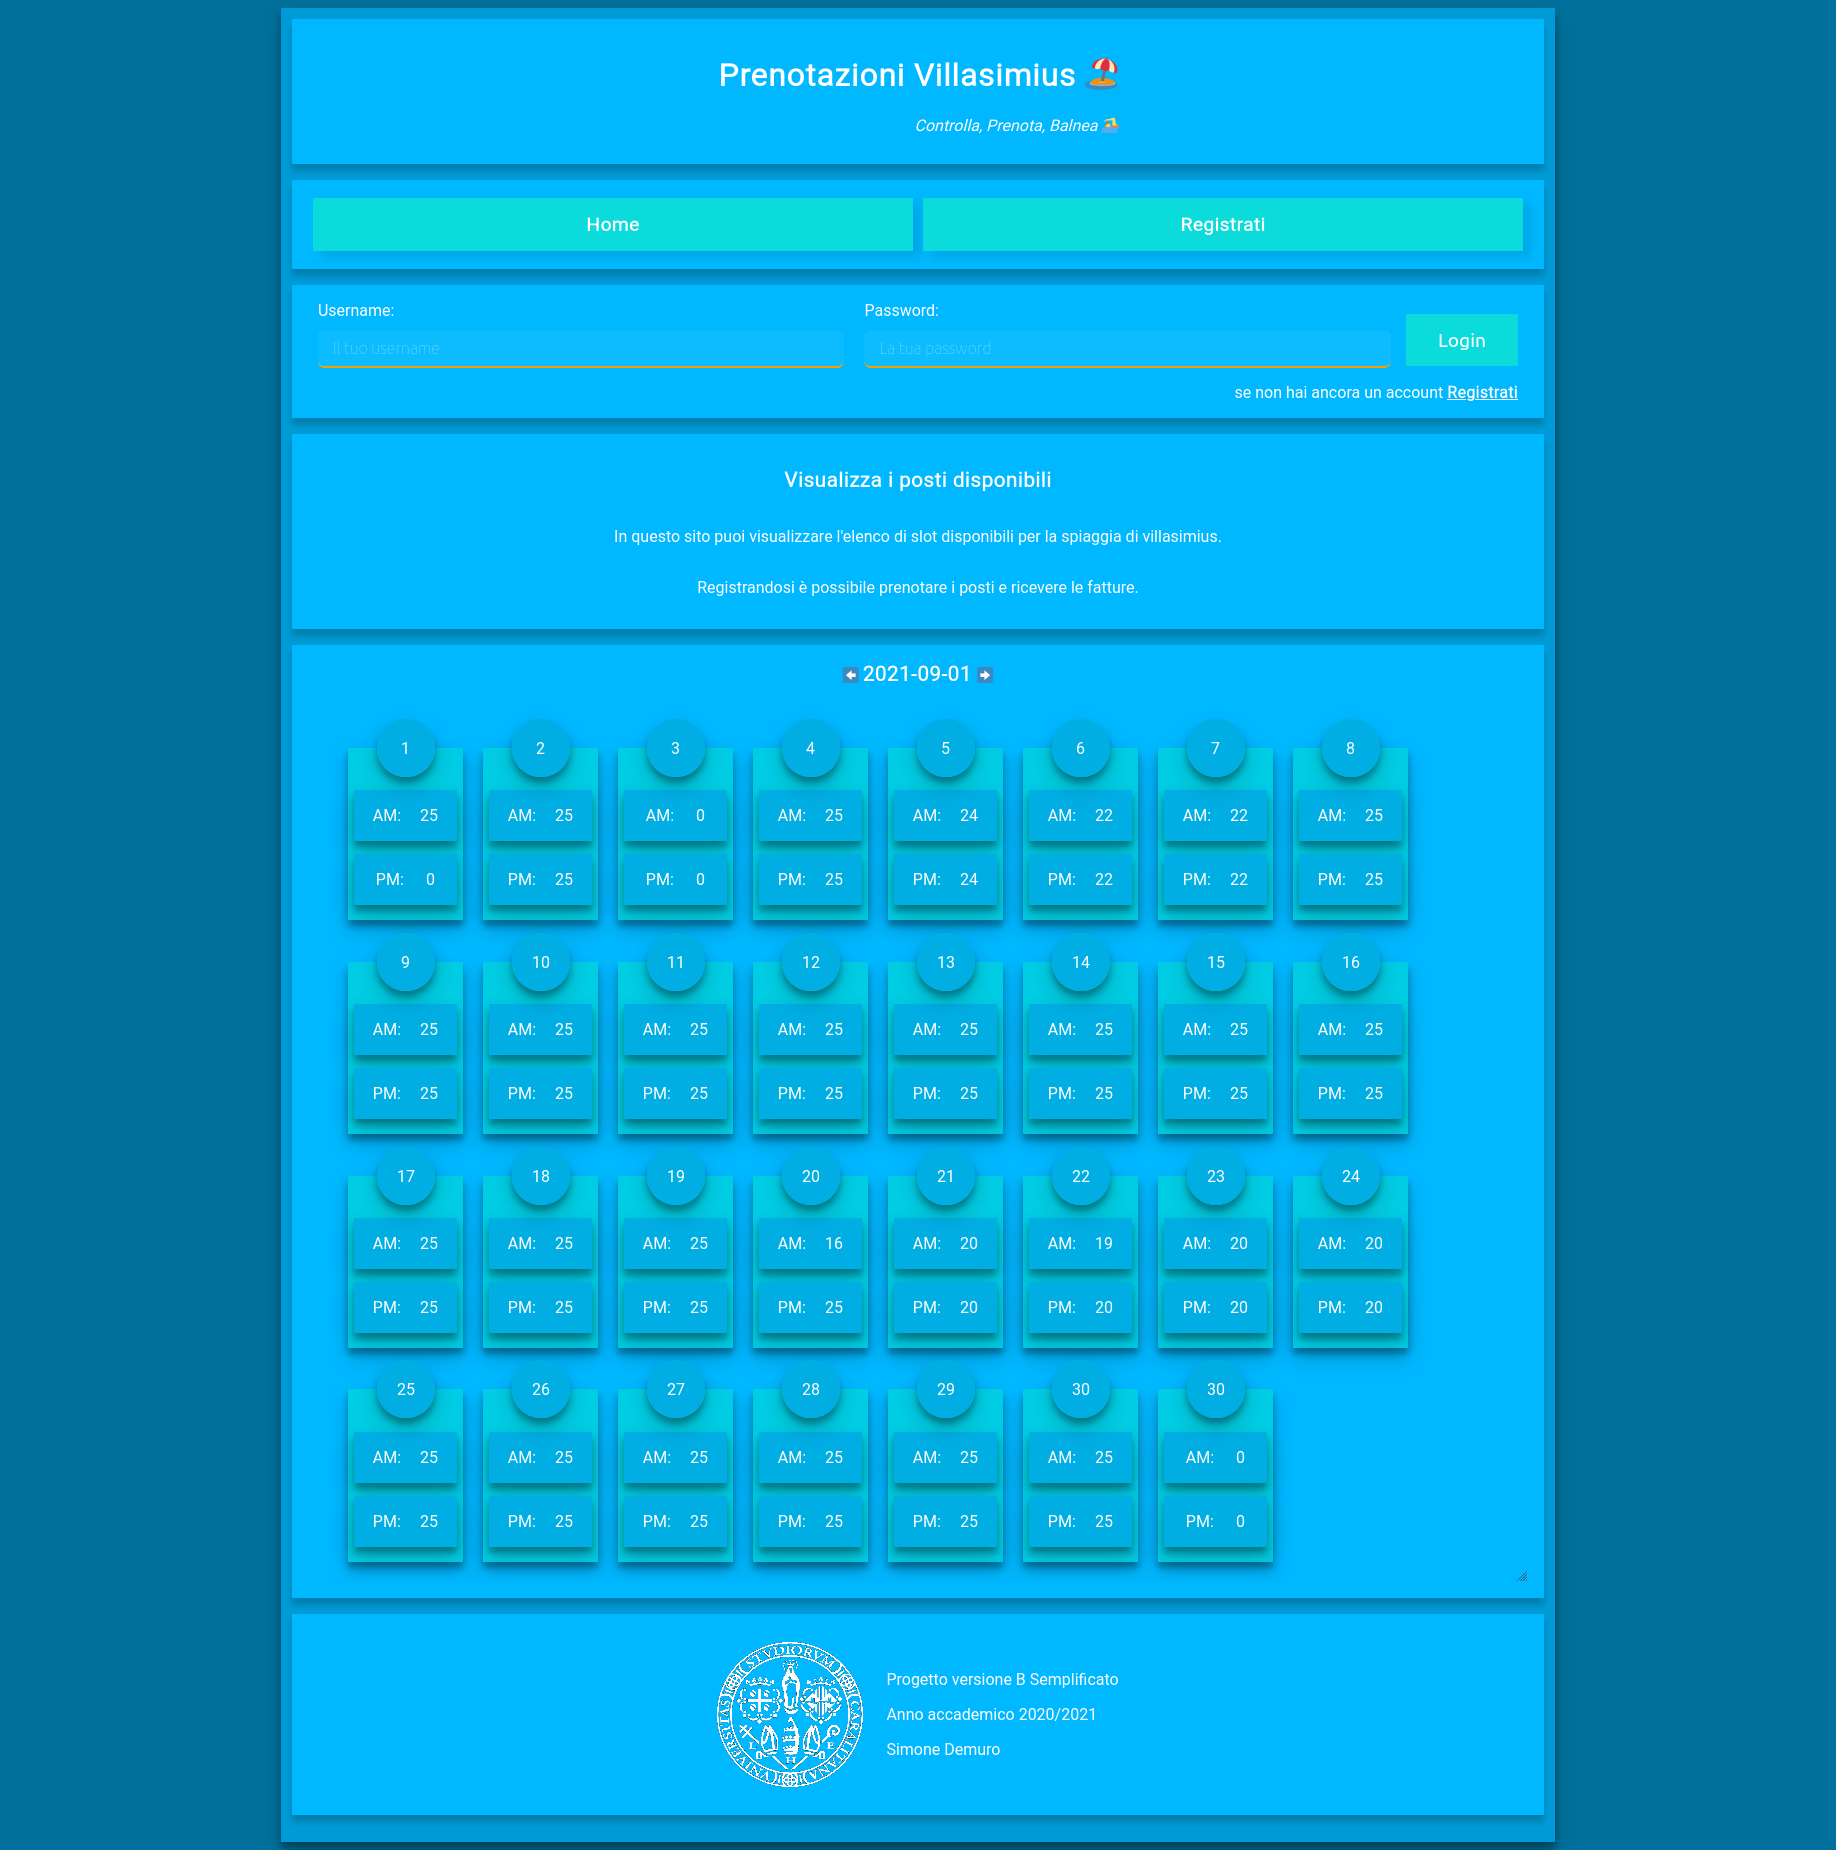 Prenotazioni Villasimius
Controlla, Prenota, Balnea
Home Registrati
Username: Password:
Il tuo username La tua password Login
se non hai ancora un account Registrati
Visualizza i posti disponibili
In questo sito puoi visualizzare l'elenco di slot disponibili per la spiaggia di villasimius.
Registrandosi è possibile prenotare i posti e ricevere le fatture.
2021-09-01
1 2 3 4 5 6 7 8
AM: 25 AM: 25 AM: 0 AM: 25 AM: 24 AM: 22 AM: 22 AM: 25
PM: 0 PM: 25 PM: 0 PM: 25 PM: 24 PM: 22 PM: 22 PM: 25
9 10 11 12 13 14 15 16
AM: 25 AM: 25 AM: 25 AM: 25 AM: 25 AM: 25 AM: 25 AM: 25
PM: 25 PM: 25 PM: 25 PM: 25 PM: 25 PM: 25 PM: 25 PM: 25
17 18 19 20 21 22 23 24
AM: 25 AM: 25 AM: 25 AM: 16 AM: 20 AM: 19 AM: 20 AM: 20
PM: 25 PM: 25 PM: 25 PM: 25 PM: 20 PM: 20 PM: 20 PM: 20
25 26 27 28 29 30 30
AM: 25 AM: 25 AM: 25 AM: 25 AM: 25 AM: 25 AM: 0
PM: 25 PM: 25 PM: 25 PM: 25 PM: 25 PM: 25 PM: 0
Progetto versione B Semplificato
Anno accademico 2020/2021
Simone Demuro